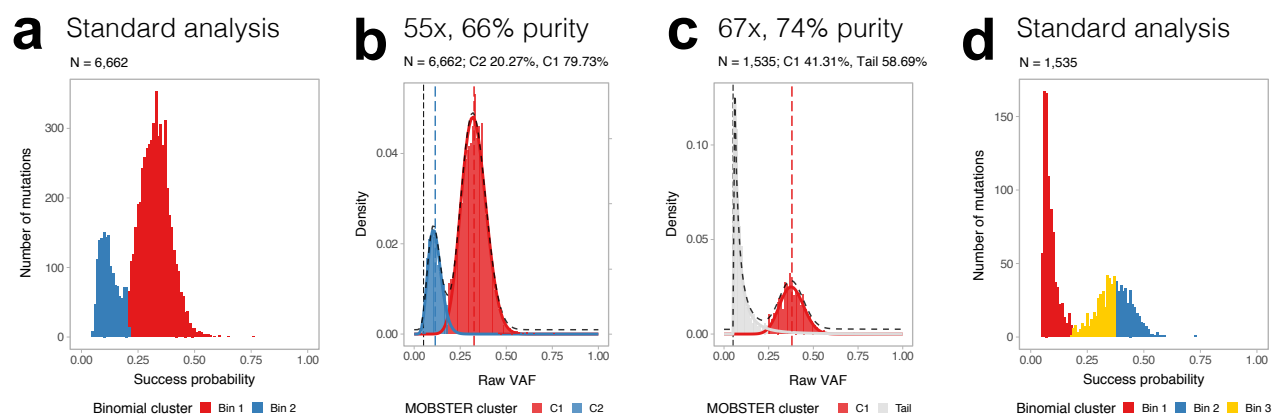 a Standard analysis
N = 6,662
Number of mutations
300
200
100
0
0.00 0.25 0.50 0.75 1.00
Success probability
Binomial cluster Bin 1 Bin 2
b 55x, 66% purity
N = 6,662; C2 20.27%, C1 79.73%
Density
0.04
0.02
0.00
0.00 0.25 0.50 0.75 1.00
Raw VAF
MOBSTER cluster C1 C2
c 67x, 74% purity
N = 1,535; C1 41.31%, Tail 58.69%
Density
0.10
0.05
0.00
0.00 0.25 0.50 0.75 1.00
Raw VAF
MOBSTER cluster C1 Tail
d Standard analysis
N = 1,535
Number of mutations
150
100
50
0
0.00 0.25 0.50 0.75 1.00
Success probability
Binomial cluster Bin 1 Bin 2 Bin 3